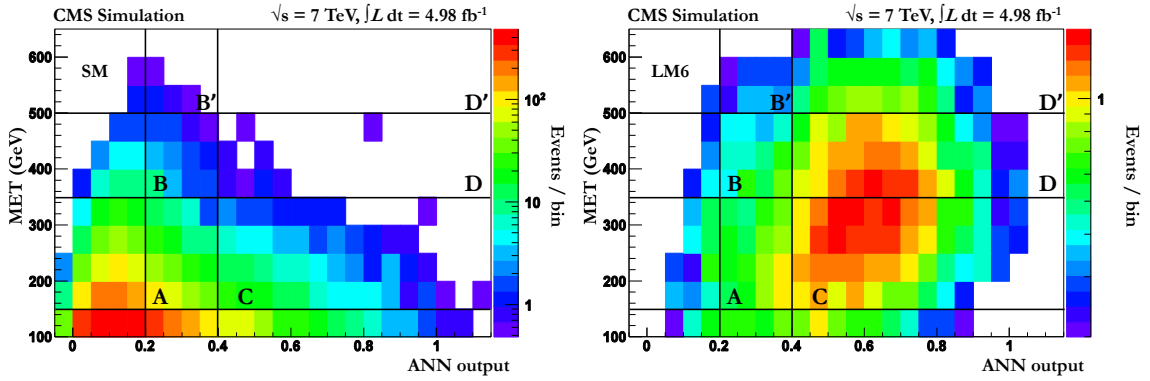 CMS Simulation √s = 7 TeV, ∫L dt = 4.98 fb⁻¹
SM
B′ D′
B D
A C
MET (GeV)
600
500
400
300
200
100
0 0.2 0.4 0.6 0.8 1
ANN output
10²
10
1
Events / bin
CMS Simulation √s = 7 TeV, ∫L dt = 4.98 fb⁻¹
LM6
B′ D′
B D
A C
MET (GeV)
600
500
400
300
200
100
0 0.2 0.4 0.6 0.8 1
ANN output
1
Events / bin